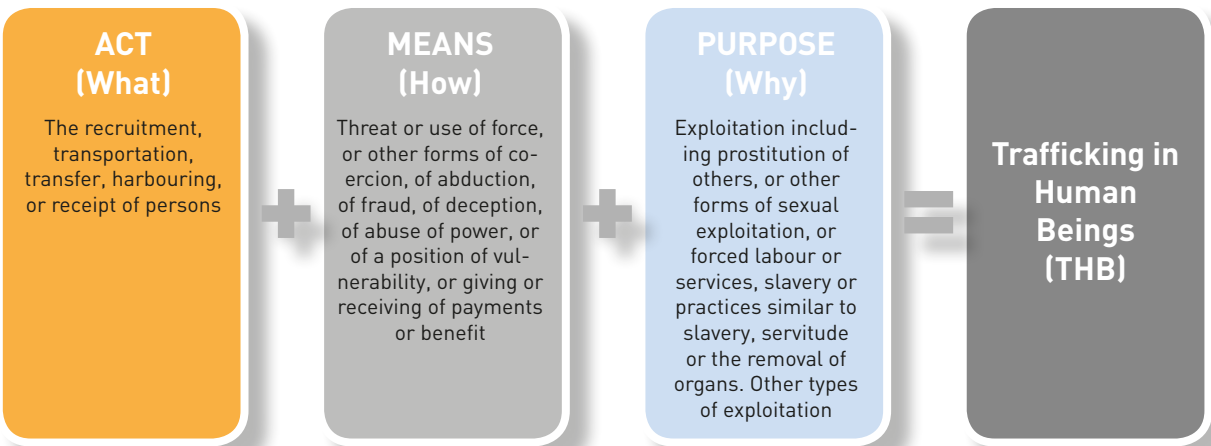 ACT
(What)
The recruitment,
transportation,
transfer, harbouring,
or receipt of persons
MEANS
(How)
Threat or use of force,
or other forms of co-
ercion, of abduction,
of fraud, of deception,
of abuse of power, or
of a position of vul-
nerability, or giving or
receiving of payments
or benefit
PURPOSE
(Why)
Exploitation includ-
ing prostitution of
others, or other
forms of sexual
exploitation, or
forced labour or
services, slavery or
practices similar to
slavery, servitude
or the removal of
organs. Other types
of exploitation
Trafficking in
Human
Beings
(THB)